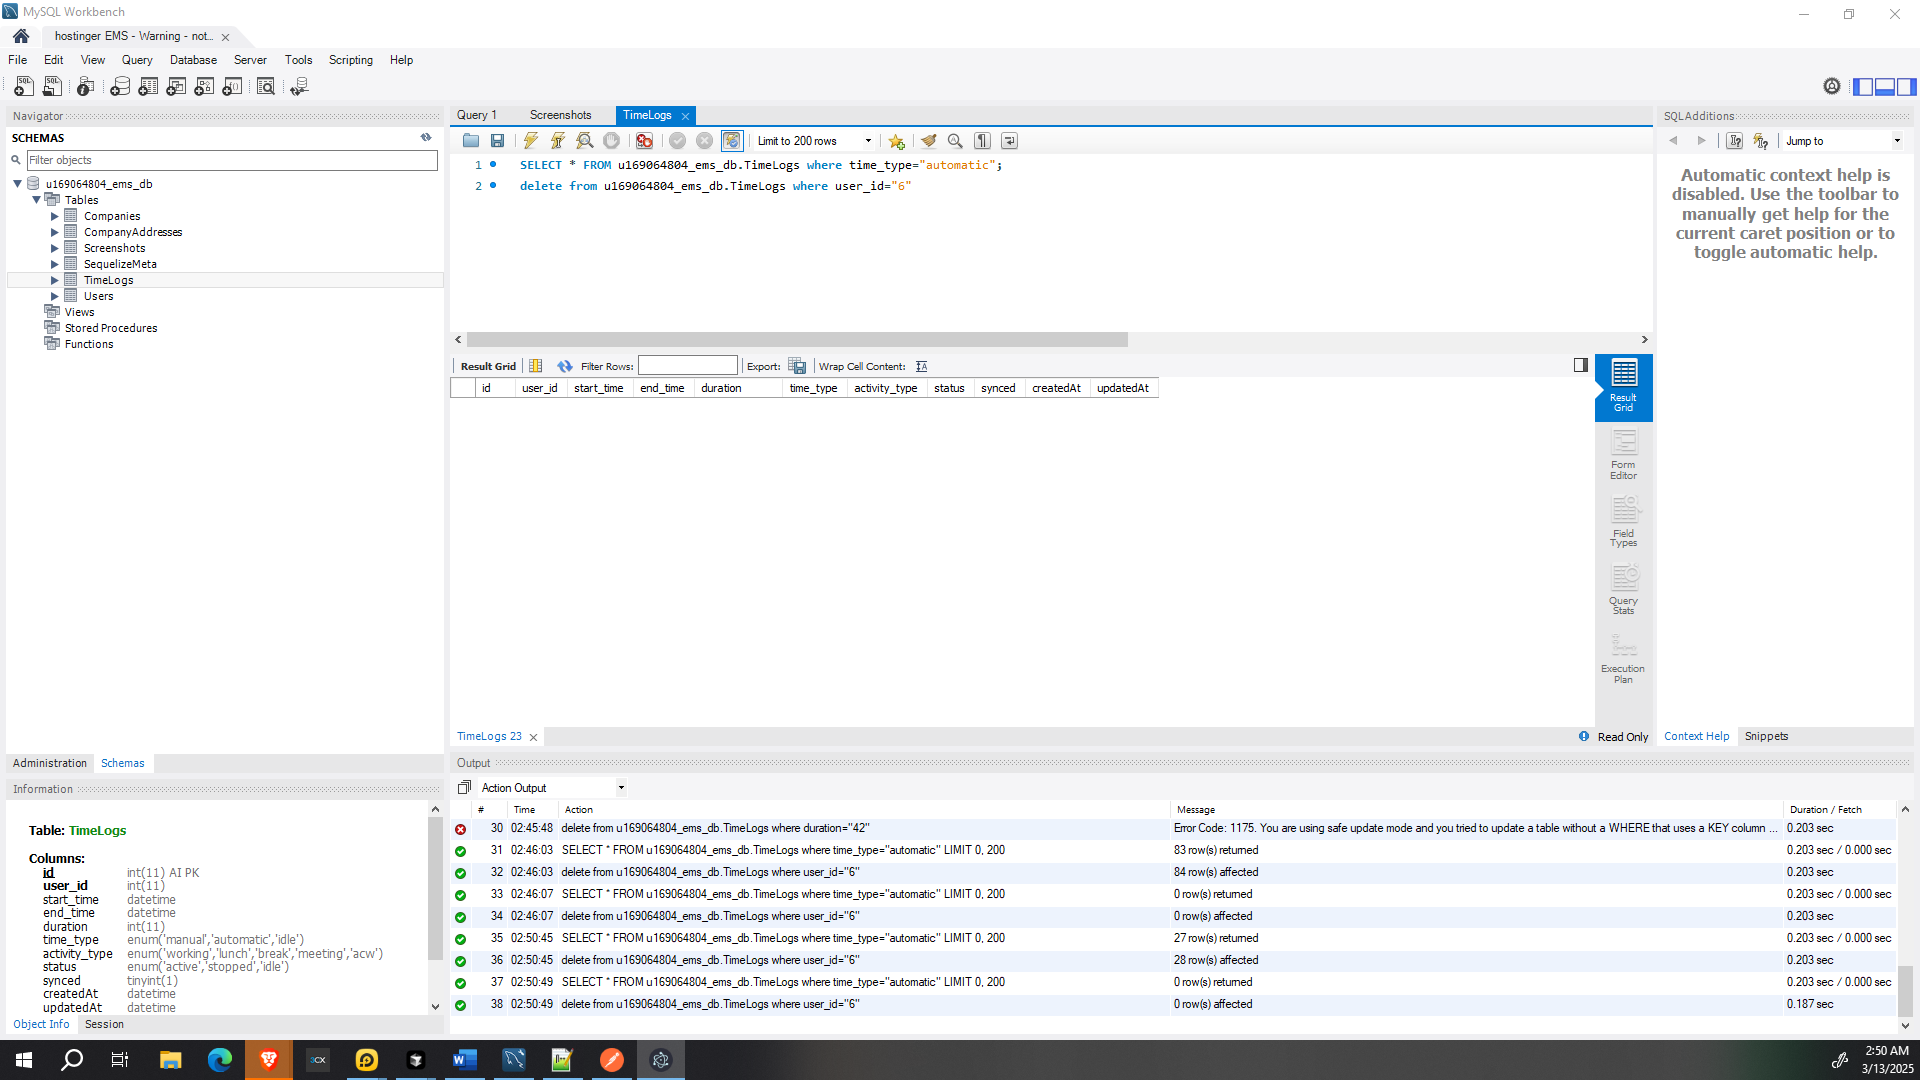 MySQL Workbench
hostinger EMS - Warning - not...
File Edit View Query Database Server Tools Scripting Help
Navigator
SCHEMAS
Filter objects
u169064804_ems_db
Tables
Companies
CompanyAddresses
Screenshots
SequelizeMeta
TimeLogs
Users
Views
Stored Procedures
Functions
Administration Schemas
Information
Table: TimeLogs
Columns:
id int(11) AI PK
user_id int(11)
start_time datetime
end_time datetime
duration int(11)
time_type enum('manual','automatic','idle')
activity_type enum('working','lunch','break','meeting','acw')
status enum('active','stopped','idle')
synced tinyint(1)
createdAt datetime
updatedAt datetime
Object Info Session
Query 1 Screenshots TimeLogs
Limit to 200 rows
1 SELECT * FROM u169064804_ems_db.TimeLogs where time_type="automatic";
2 delete from u169064804_ems_db.TimeLogs where user_id="6"
Result Grid Filter Rows: Export: Wrap Cell Content:
id user_id start_time end_time duration time_type activity_type status synced createdAt updatedAt
Result Grid
Form Editor
Field Types
Query Stats
Execution Plan
TimeLogs 23 Read Only
SQLAdditions
Jump to
Automatic context help is
disabled. Use the toolbar to
manually get help for the
current caret position or to
toggle automatic help.
Context Help Snippets
Output
Action Output
# Time Action Message Duration / Fetch
30 02:45:48 delete from u169064804_ems_db.TimeLogs where duration="42" Error Code: 1175. You are using safe update mode and you tried to update a table without a WHERE that uses a KEY column ... 0.203 sec
31 02:46:03 SELECT * FROM u169064804_ems_db.TimeLogs where time_type="automatic" LIMIT 0, 200 83 row(s) returned 0.203 sec / 0.000 sec
32 02:46:03 delete from u169064804_ems_db.TimeLogs where user_id="6" 84 row(s) affected 0.203 sec
33 02:46:07 SELECT * FROM u169064804_ems_db.TimeLogs where time_type="automatic" LIMIT 0, 200 0 row(s) returned 0.203 sec / 0.000 sec
34 02:46:07 delete from u169064804_ems_db.TimeLogs where user_id="6" 0 row(s) affected 0.203 sec
35 02:50:45 SELECT * FROM u169064804_ems_db.TimeLogs where time_type="automatic" LIMIT 0, 200 27 row(s) returned 0.203 sec / 0.000 sec
36 02:50:45 delete from u169064804_ems_db.TimeLogs where user_id="6" 28 row(s) affected 0.203 sec
37 02:50:49 SELECT * FROM u169064804_ems_db.TimeLogs where time_type="automatic" LIMIT 0, 200 0 row(s) returned 0.203 sec / 0.000 sec
38 02:50:49 delete from u169064804_ems_db.TimeLogs where user_id="6" 0 row(s) affected 0.187 sec
2:50 AM
3/13/2025